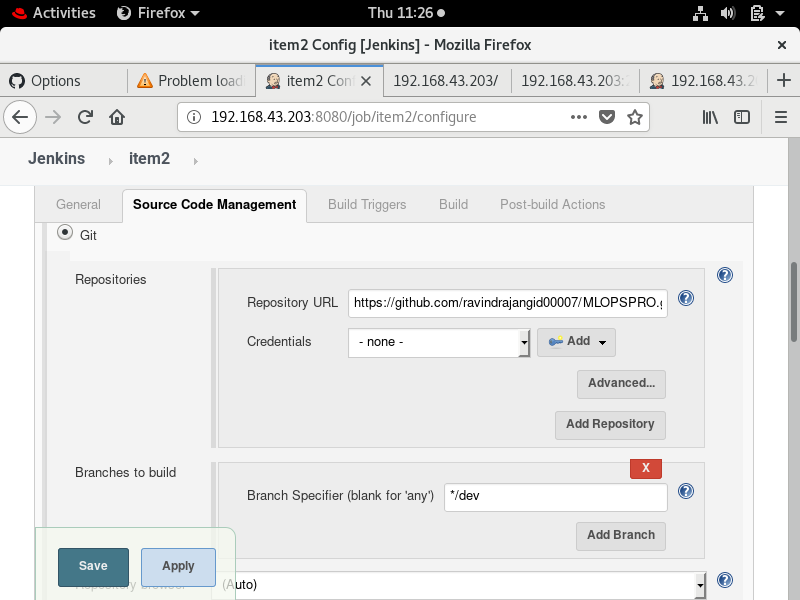 Activities Firefox Thu 11:26
item2 Config [Jenkins] - Mozilla Firefox
Options Problem load item2 Con 192.168.43.203/ 192.168.43.203: 192.168.43.2
192.168.43.203:8080/job/item2/configure
Jenkins item2
General Source Code Management Build Triggers Build Post-build Actions
Git
Repositories
Repository URL https://github.com/ravindrajangid00007/MLOPSPRO.g
Credentials - none - Add
Advanced...
Add Repository
Branches to build X
Branch Specifier (blank for 'any') */dev
Add Branch
Save Apply
Repository browser (Auto)